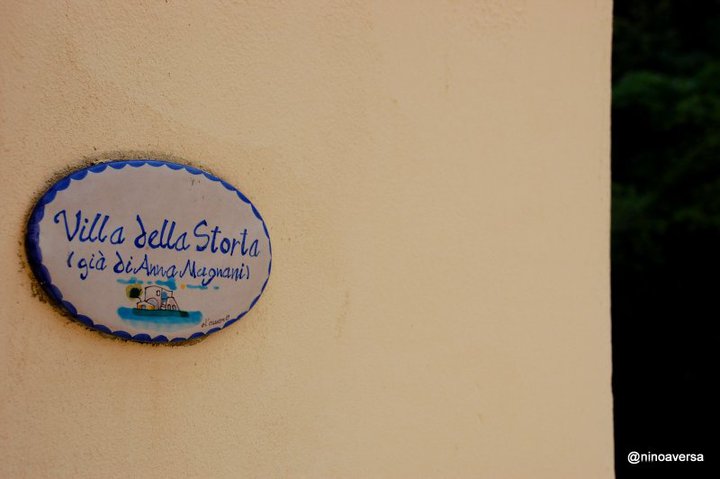 Villa della Storta
(già di Anna Magnani)
@ninoaversa